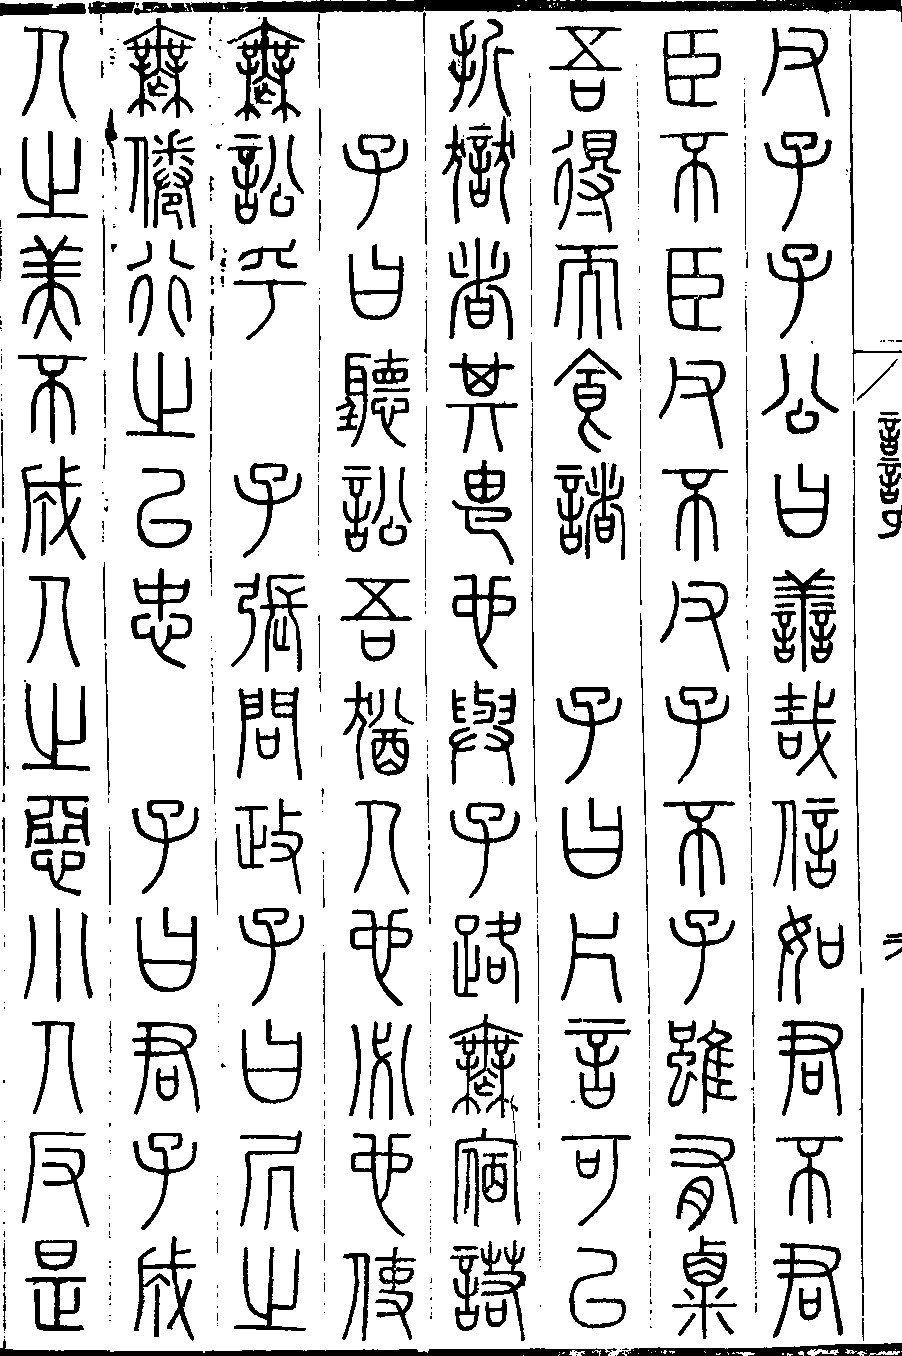 父子子公曰善哉信如君不君
臣不臣父不父子不子雖有粟
吾得而食諸　子曰片言可以
折獄者其由也與子路無宿諾
　子曰聽訟吾猶人也必也使
無訟乎　子張問政子曰居之
無倦行之以忠　子曰君子成
人之美不成人之惡小人反是